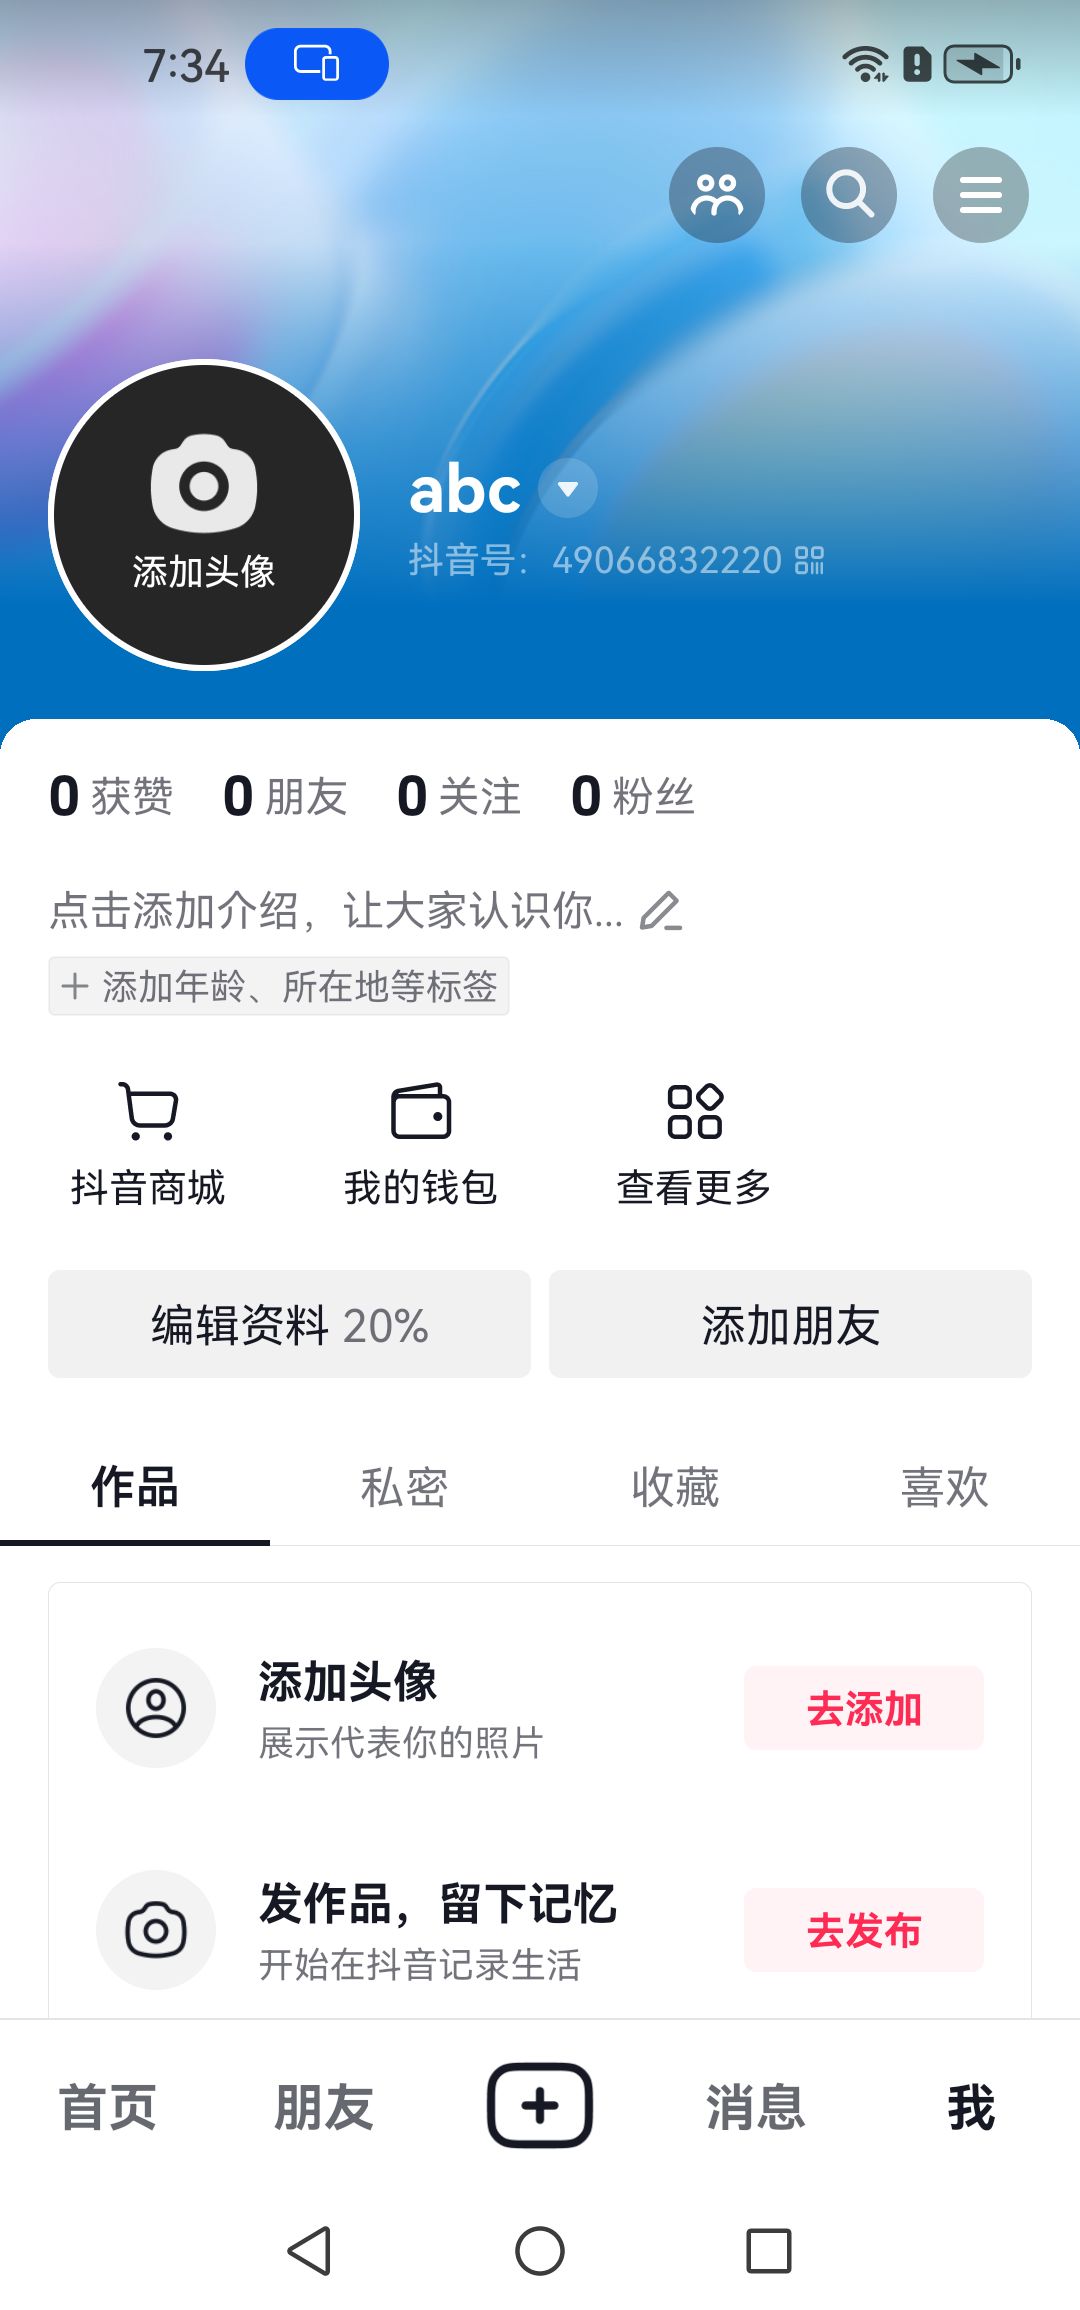 7:34
添加头像
abc
抖音号：49066832220
0 获赞 0 朋友 0 关注 0 粉丝
点击添加介绍，让大家认识你...
+ 添加年龄、所在地等标签
抖音商城 我的钱包 查看更多
编辑资料 20% 添加朋友
作品 私密 收藏 喜欢
添加头像
展示代表你的照片
去添加
发作品，留下记忆
开始在抖音记录生活
去发布
首页 朋友 消息 我